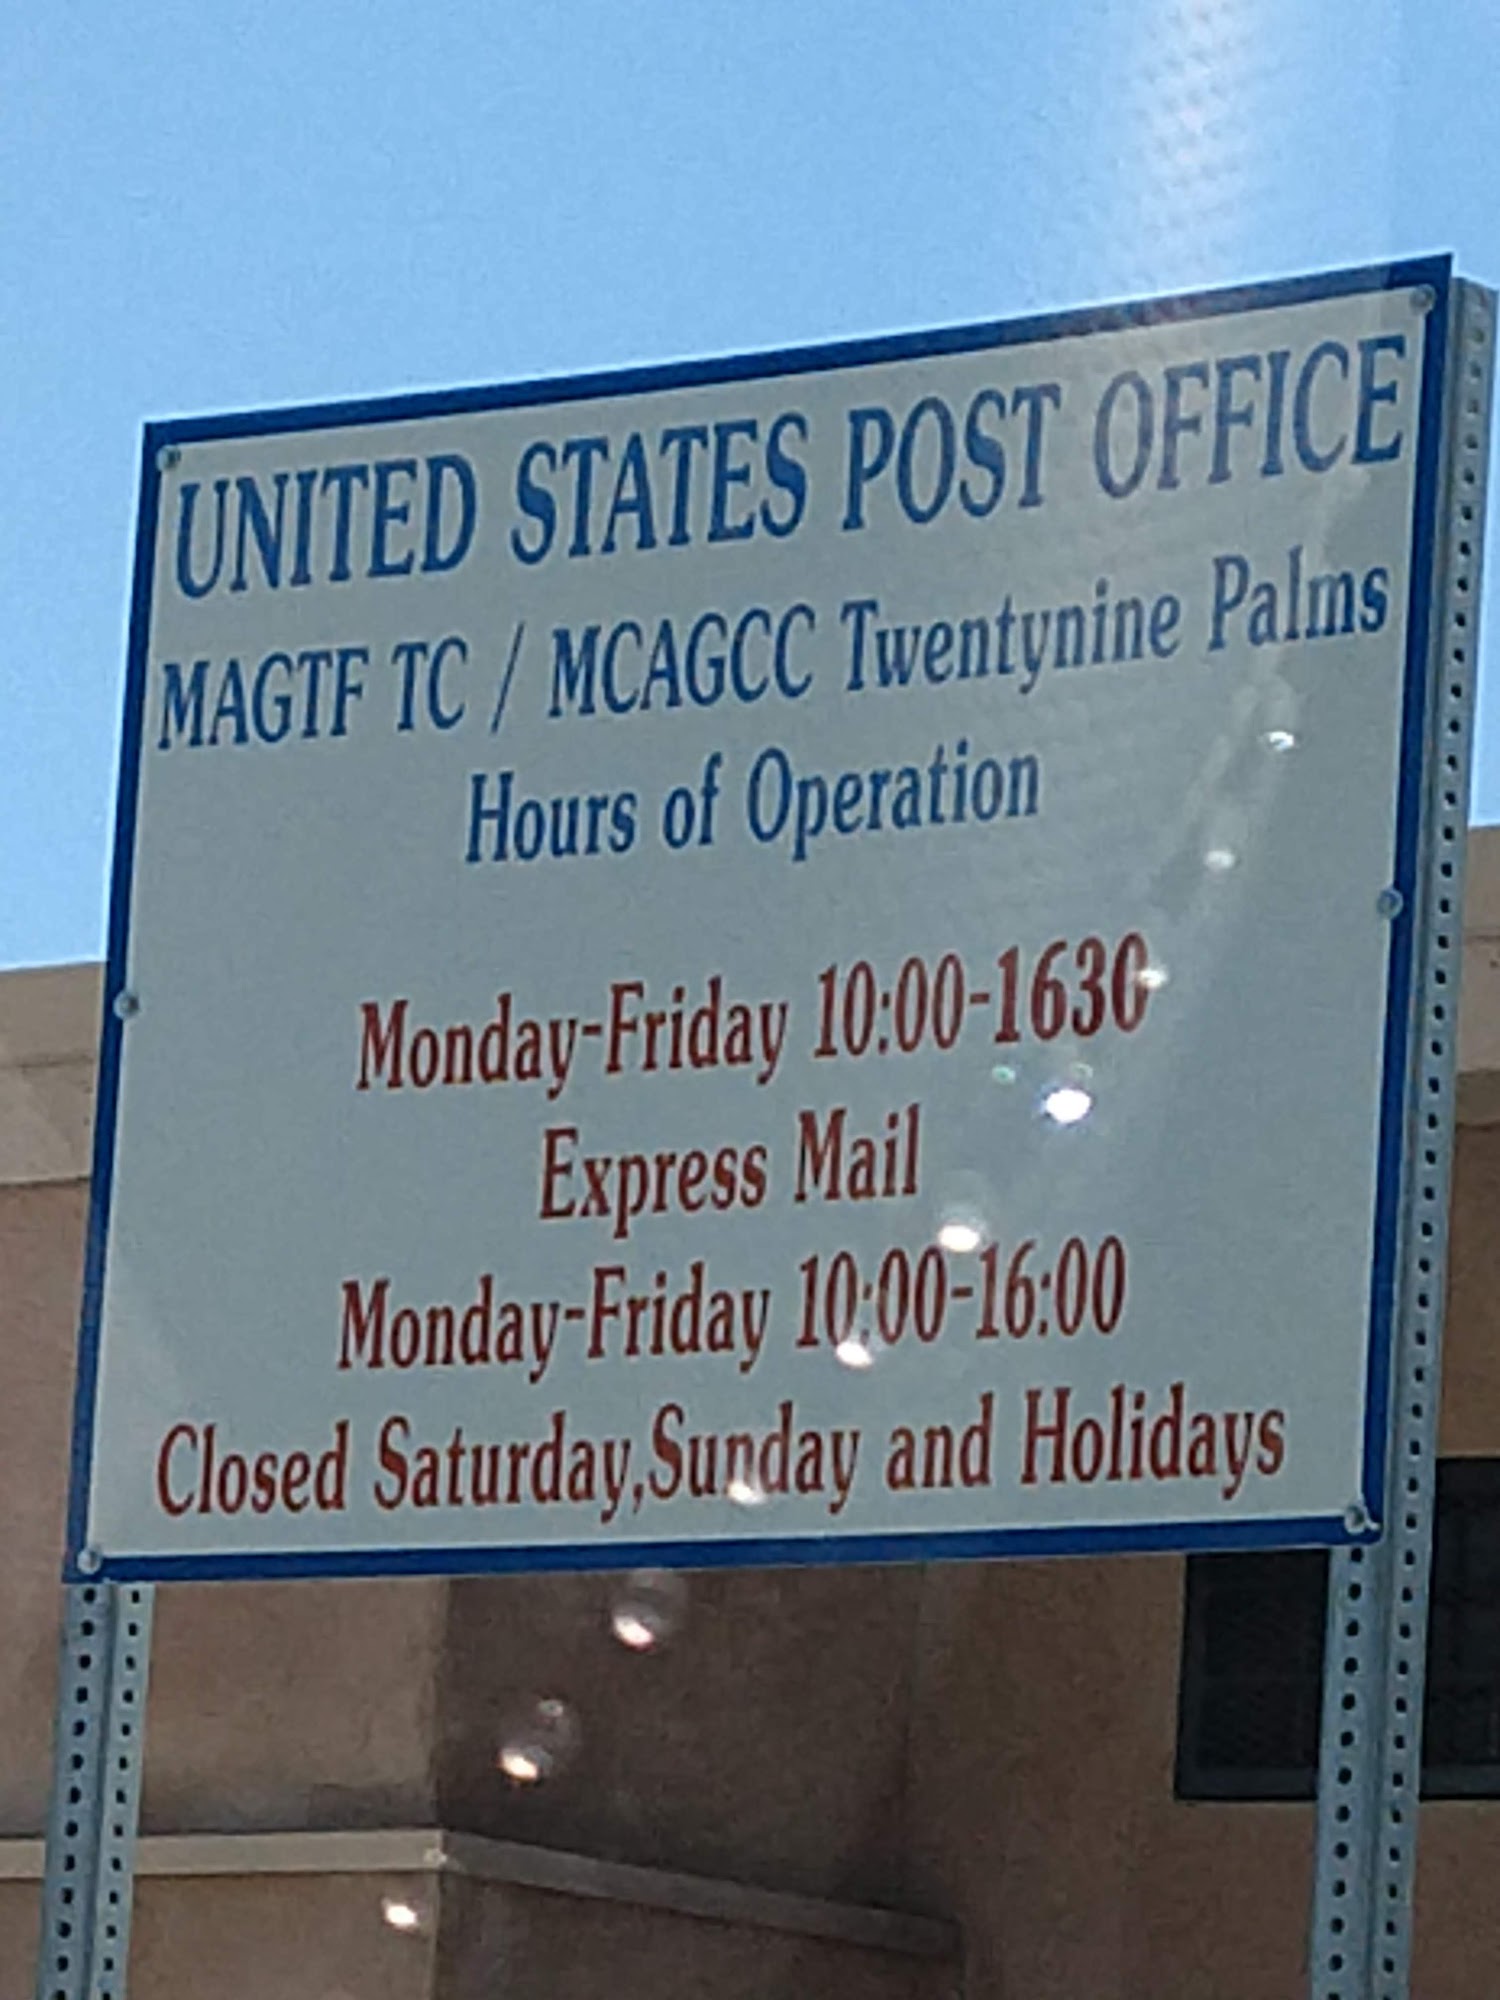 UNITED STATES POST OFFICE
MAGTF TC / MCAGCC Twentynine Palms
Hours of Operation
Monday-Friday 10:00-1630
Express Mail
Monday-Friday 10:00-16:00
Closed Saturday,Sunday and Holidays